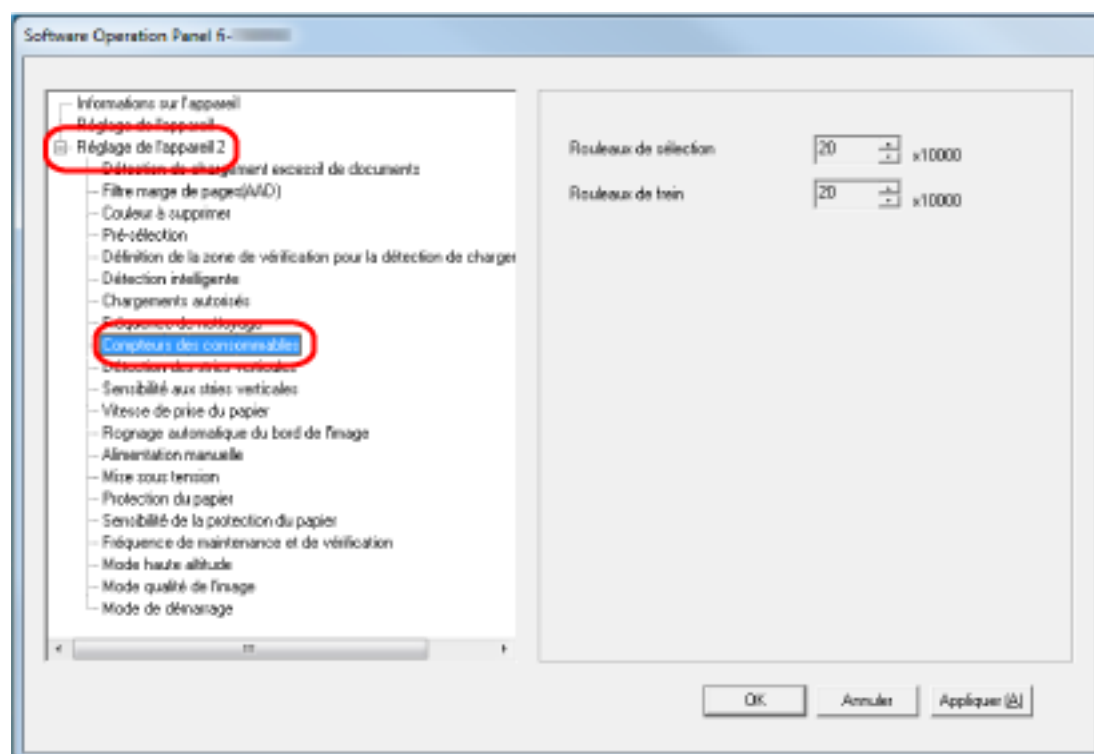 Software Operation Panel fi-
Informations sur l'appareil
Réglage de l'appareil
Réglage de l'appareil 2
Détection de chargement excessif de documents
Filtre marge de pages(AAD)
Couleur à supprimer
Pré-sélection
Définition de la zone de vérification pour la détection de charger
Détection intelligente
Chargements autorisés
Fréquence de nettoyage
Compteurs des consommables
Détection des stries verticales
Sensibilité aux stries verticales
Vitesse de prise du papier
Rognage automatique du bord de l'image
Alimentation manuelle
Mise sous tension
Protection du papier
Sensibilité de la protection du papier
Fréquence de maintenance et de vérification
Mode haute altitude
Mode qualité de l'image
Mode de démarrage
Rouleaux de sélection 20 x10000
Rouleaux de frein 20 x10000
OK Annuler Appliquer (A)